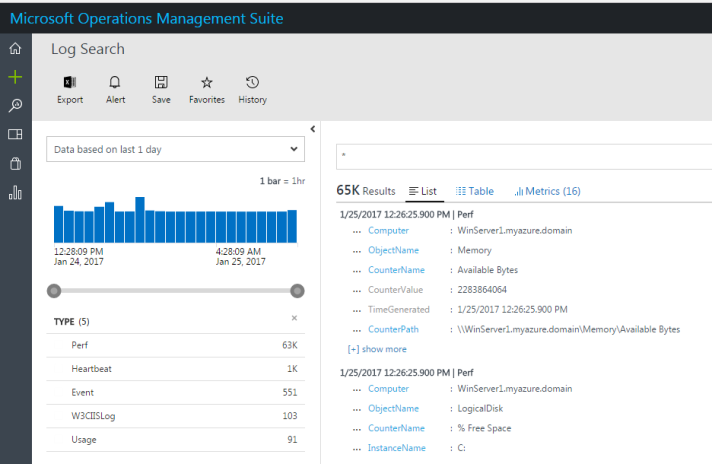 Microsoft Operations Management Suite
Log Search
Export Alert Save Favorites History
Data based on last 1 day
1 bar = 1hr
12:28:09 PM
Jan 24, 2017
4:28:09 AM
Jan 25, 2017
TYPE (5) ×
Perf 63K
Heartbeat 1K
Event 551
W3CIISLog 103
Usage 91
*
65K Results List Table Metrics (16)
1/25/2017 12:26:25.900 PM | Perf
... Computer : WinServer1.myazure.domain
... ObjectName : Memory
... CounterName : Available Bytes
... CounterValue : 2283864064
... TimeGenerated : 1/25/2017 12:26:25.900 PM
... CounterPath : \\WinServer1.myazure.domain\Memory\Available Bytes
[+] show more
1/25/2017 12:26:25.900 PM | Perf
... Computer : WinServer1.myazure.domain
... ObjectName : LogicalDisk
... CounterName : % Free Space
... InstanceName : C: